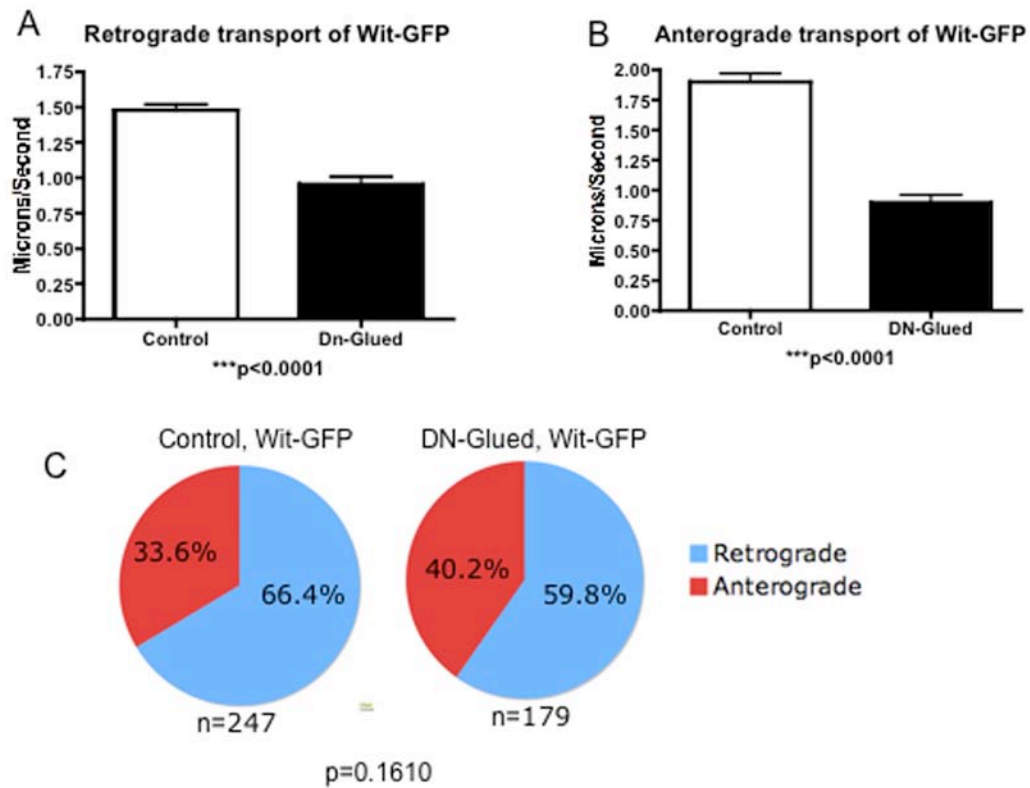 A
Retrograde transport of Wit-GFP
Microns/Second
1.75
1.50
1.25
1.00
0.75
0.50
0.25
0.00
Control
Dn-Glued
***p<0.0001
B
Anterograde transport of Wit-GFP
Microns/Second
2.00
1.75
1.50
1.25
1.00
0.75
0.50
0.25
0.00
Control
DN-Glued
***p<0.0001
C
Control, Wit-GFP
33.6%
66.4%
n=247
DN-Glued, Wit-GFP
40.2%
59.8%
n=179
Retrograde
Anterograde
=
p=0.1610